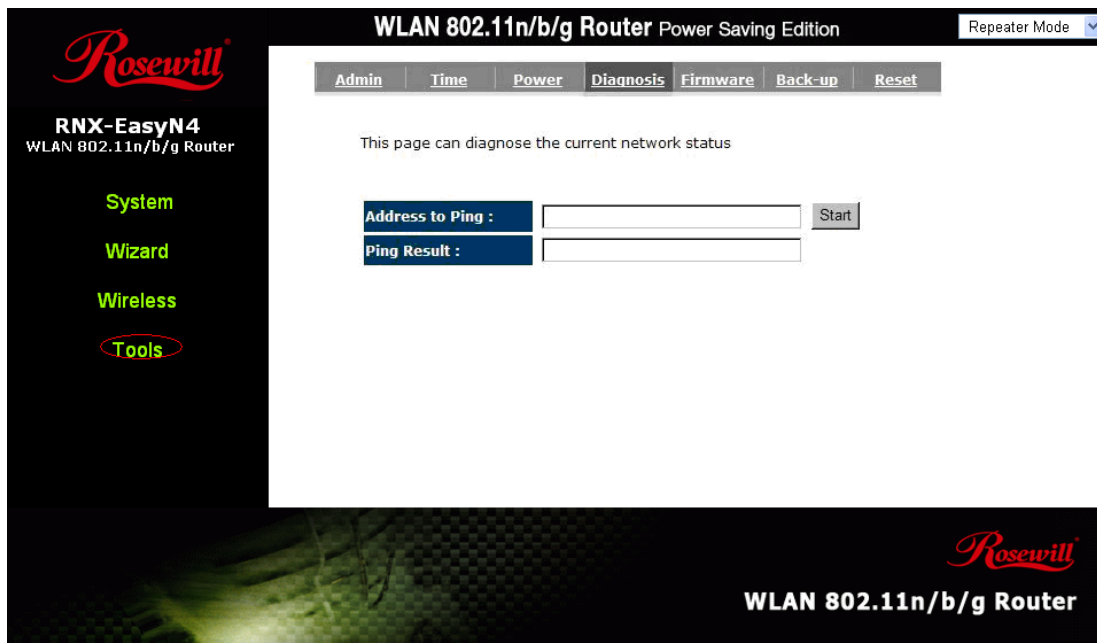 Rosewill®
WLAN 802.11n/b/g Router Power Saving Edition
Repeater Mode
Admin Time Power Diagnosis Firmware Back-up Reset
RNX-EasyN4
WLAN 802.11n/b/g Router
System
Wizard
Wireless
Tools
This page can diagnose the current network status
Address to Ping :
Start
Ping Result :
Rosewill
WLAN 802.11n/b/g Router